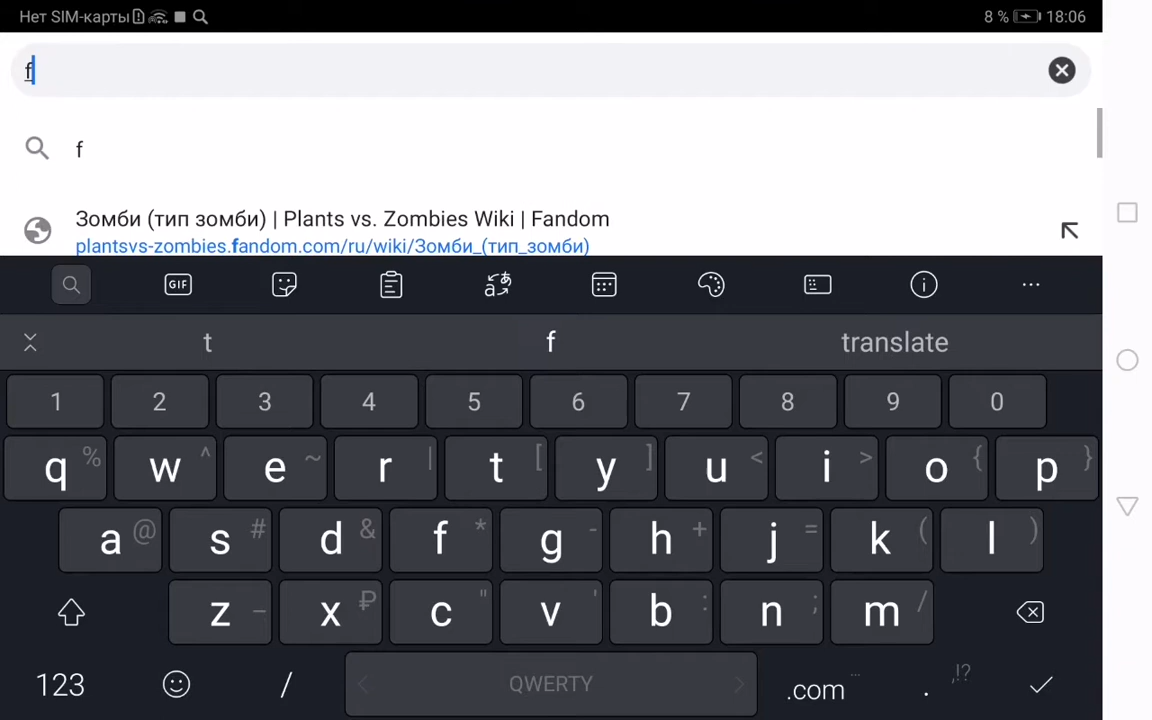 Нет SIM-карты 8 % 18:06
f
f
Зомби (тип зомби) | Plants vs. Zombies Wiki | Fandom
plantsvs-zombies.fandom.com/ru/wiki/Зомби_(тип_зомби)
GIF
t f translate
1 2 3 4 5 6 7 8 9 0
q % w ^ e ~ r | t [ y ] u < i > o { p }
a @ s # d & f * g - h + j = k ( l )
z _ x ₽ c " v ' b : n ; m /
123 / QWERTY .com ... . ,!?